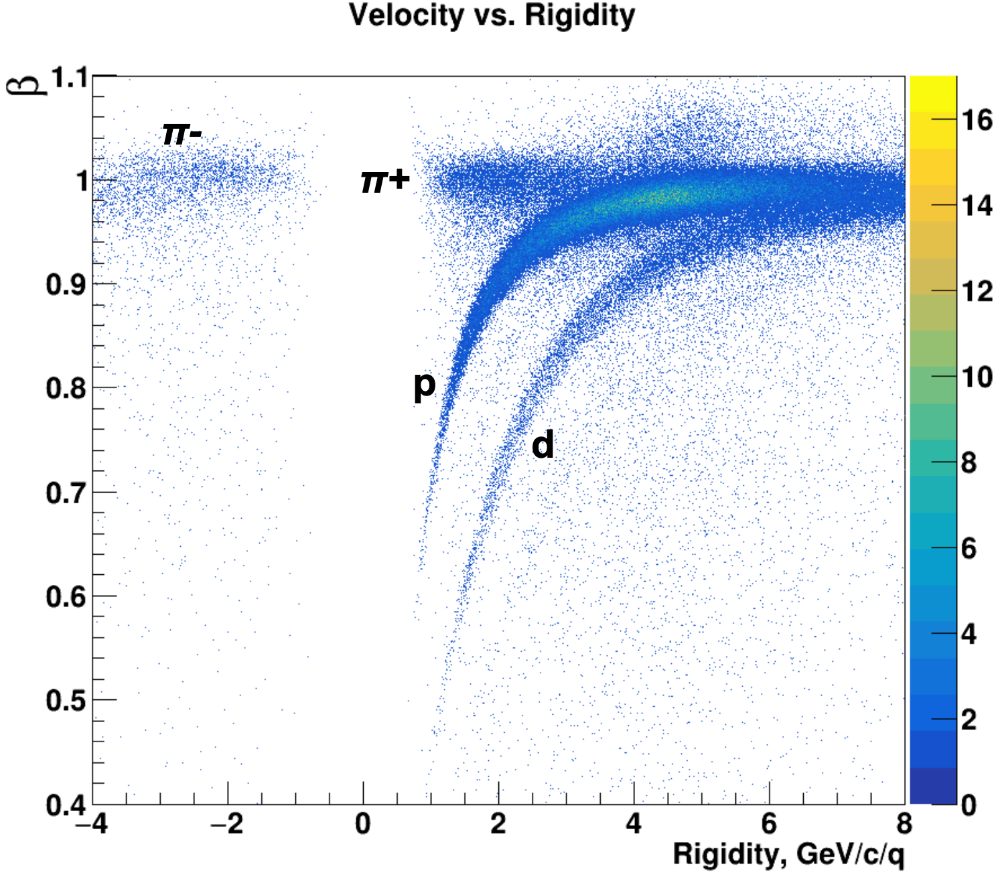 Velocity vs. Rigidity
β
1.1
1
0.9
0.8
0.7
0.6
0.5
0.4
π-
π+
p
d
−4 −2 0 2 4 6 8
Rigidity, GeV/c/q
16
14
12
10
8
6
4
2
0